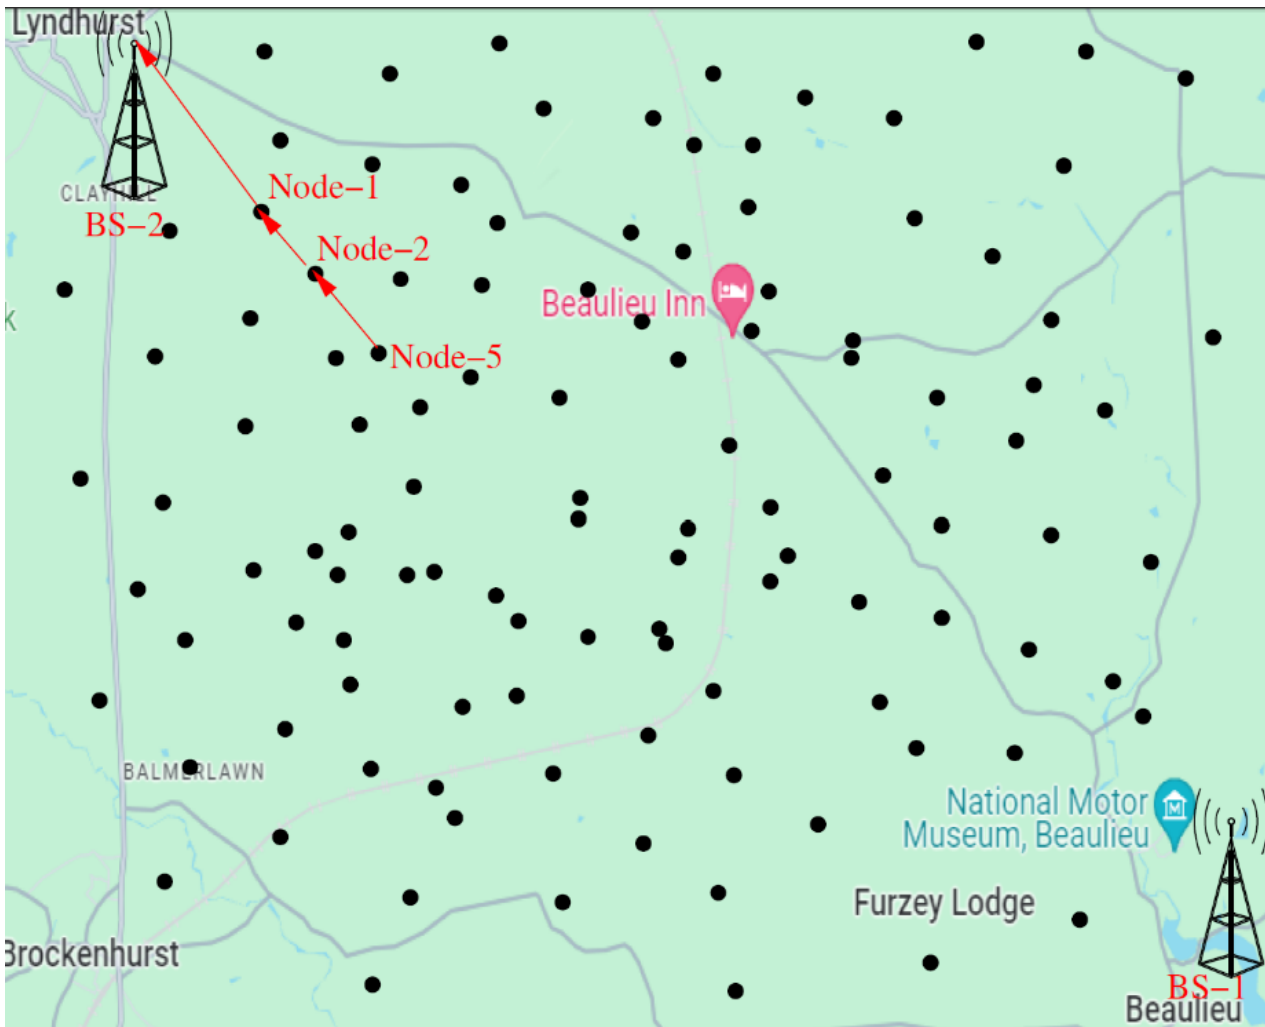 Lyndhurst
Node−1
CLAYHILL
BS−2
Node−2
Beaulieu Inn
k
Node−5
BALMERLAWN
National Motor
Museum, Beaulieu
M
Furzey Lodge
Brockenhurst
BS−1
Beaulieu